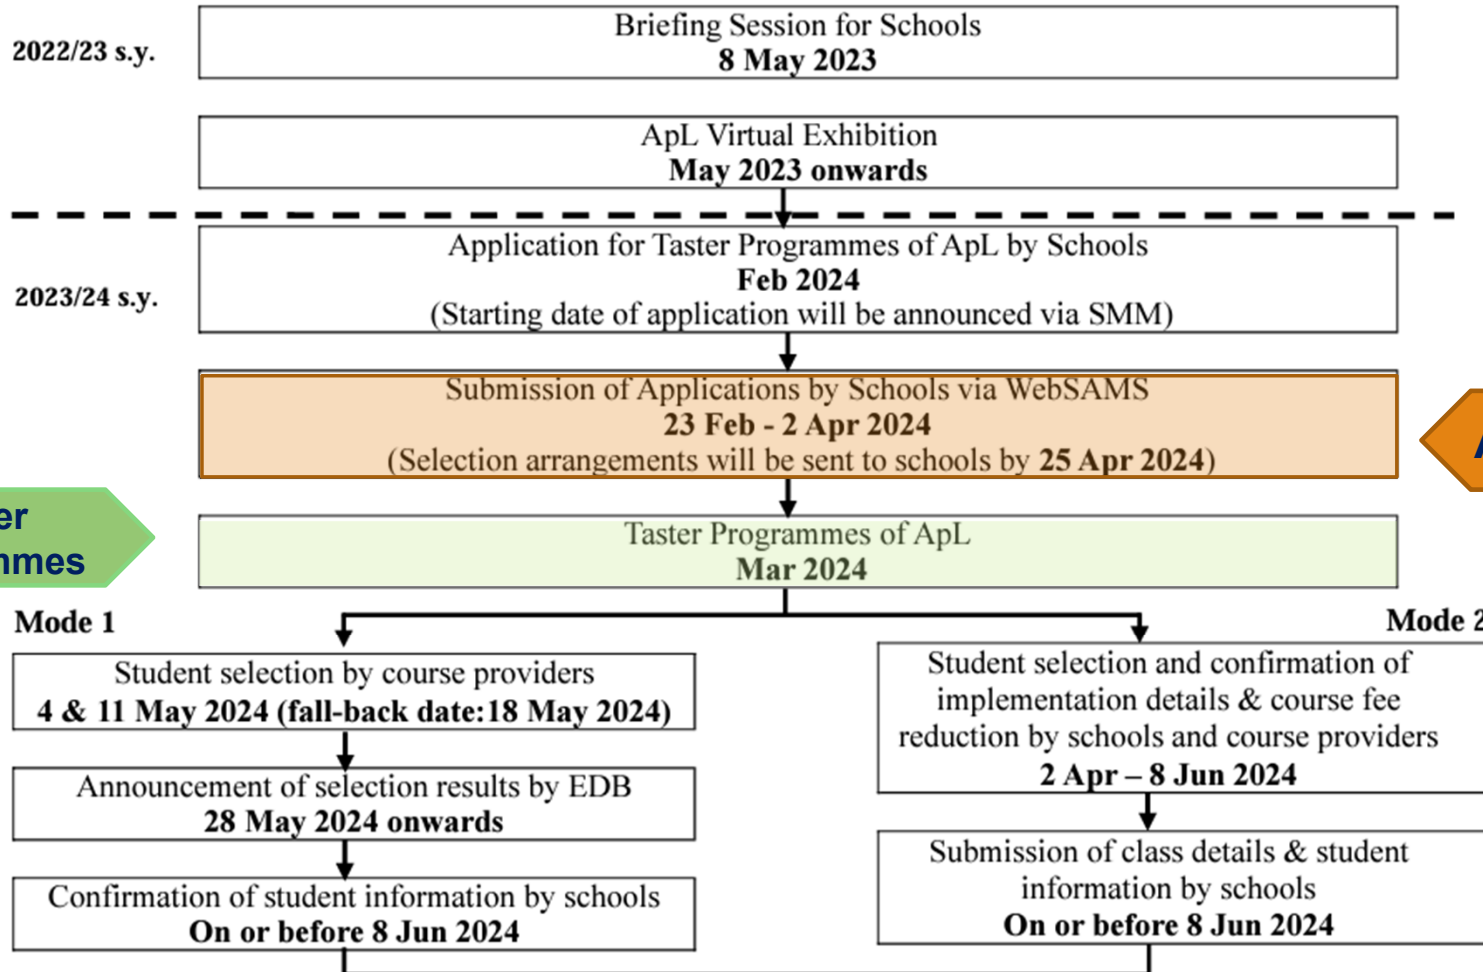 2022/23 s.y.
Briefing Session for Schools
8 May 2023
ApL Virtual Exhibition
May 2023 onwards
2023/24 s.y.
Application for Taster Programmes of ApL by Schools
Feb 2024
(Starting date of application will be announced via SMM)
Submission of Applications by Schools via WebSAMS
23 Feb - 2 Apr 2024
(Selection arrangements will be sent to schools by 25 Apr 2024)
er
mmes
Taster Programmes of ApL
Mar 2024
Mode 1
Student selection by course providers
4 & 11 May 2024 (fall-back date:18 May 2024)
Announcement of selection results by EDB
28 May 2024 onwards
Confirmation of student information by schools
On or before 8 Jun 2024
Mode 2
Student selection and confirmation of
implementation details & course fee
reduction by schools and course providers
2 Apr – 8 Jun 2024
Submission of class details & student
information by schools
On or before 8 Jun 2024